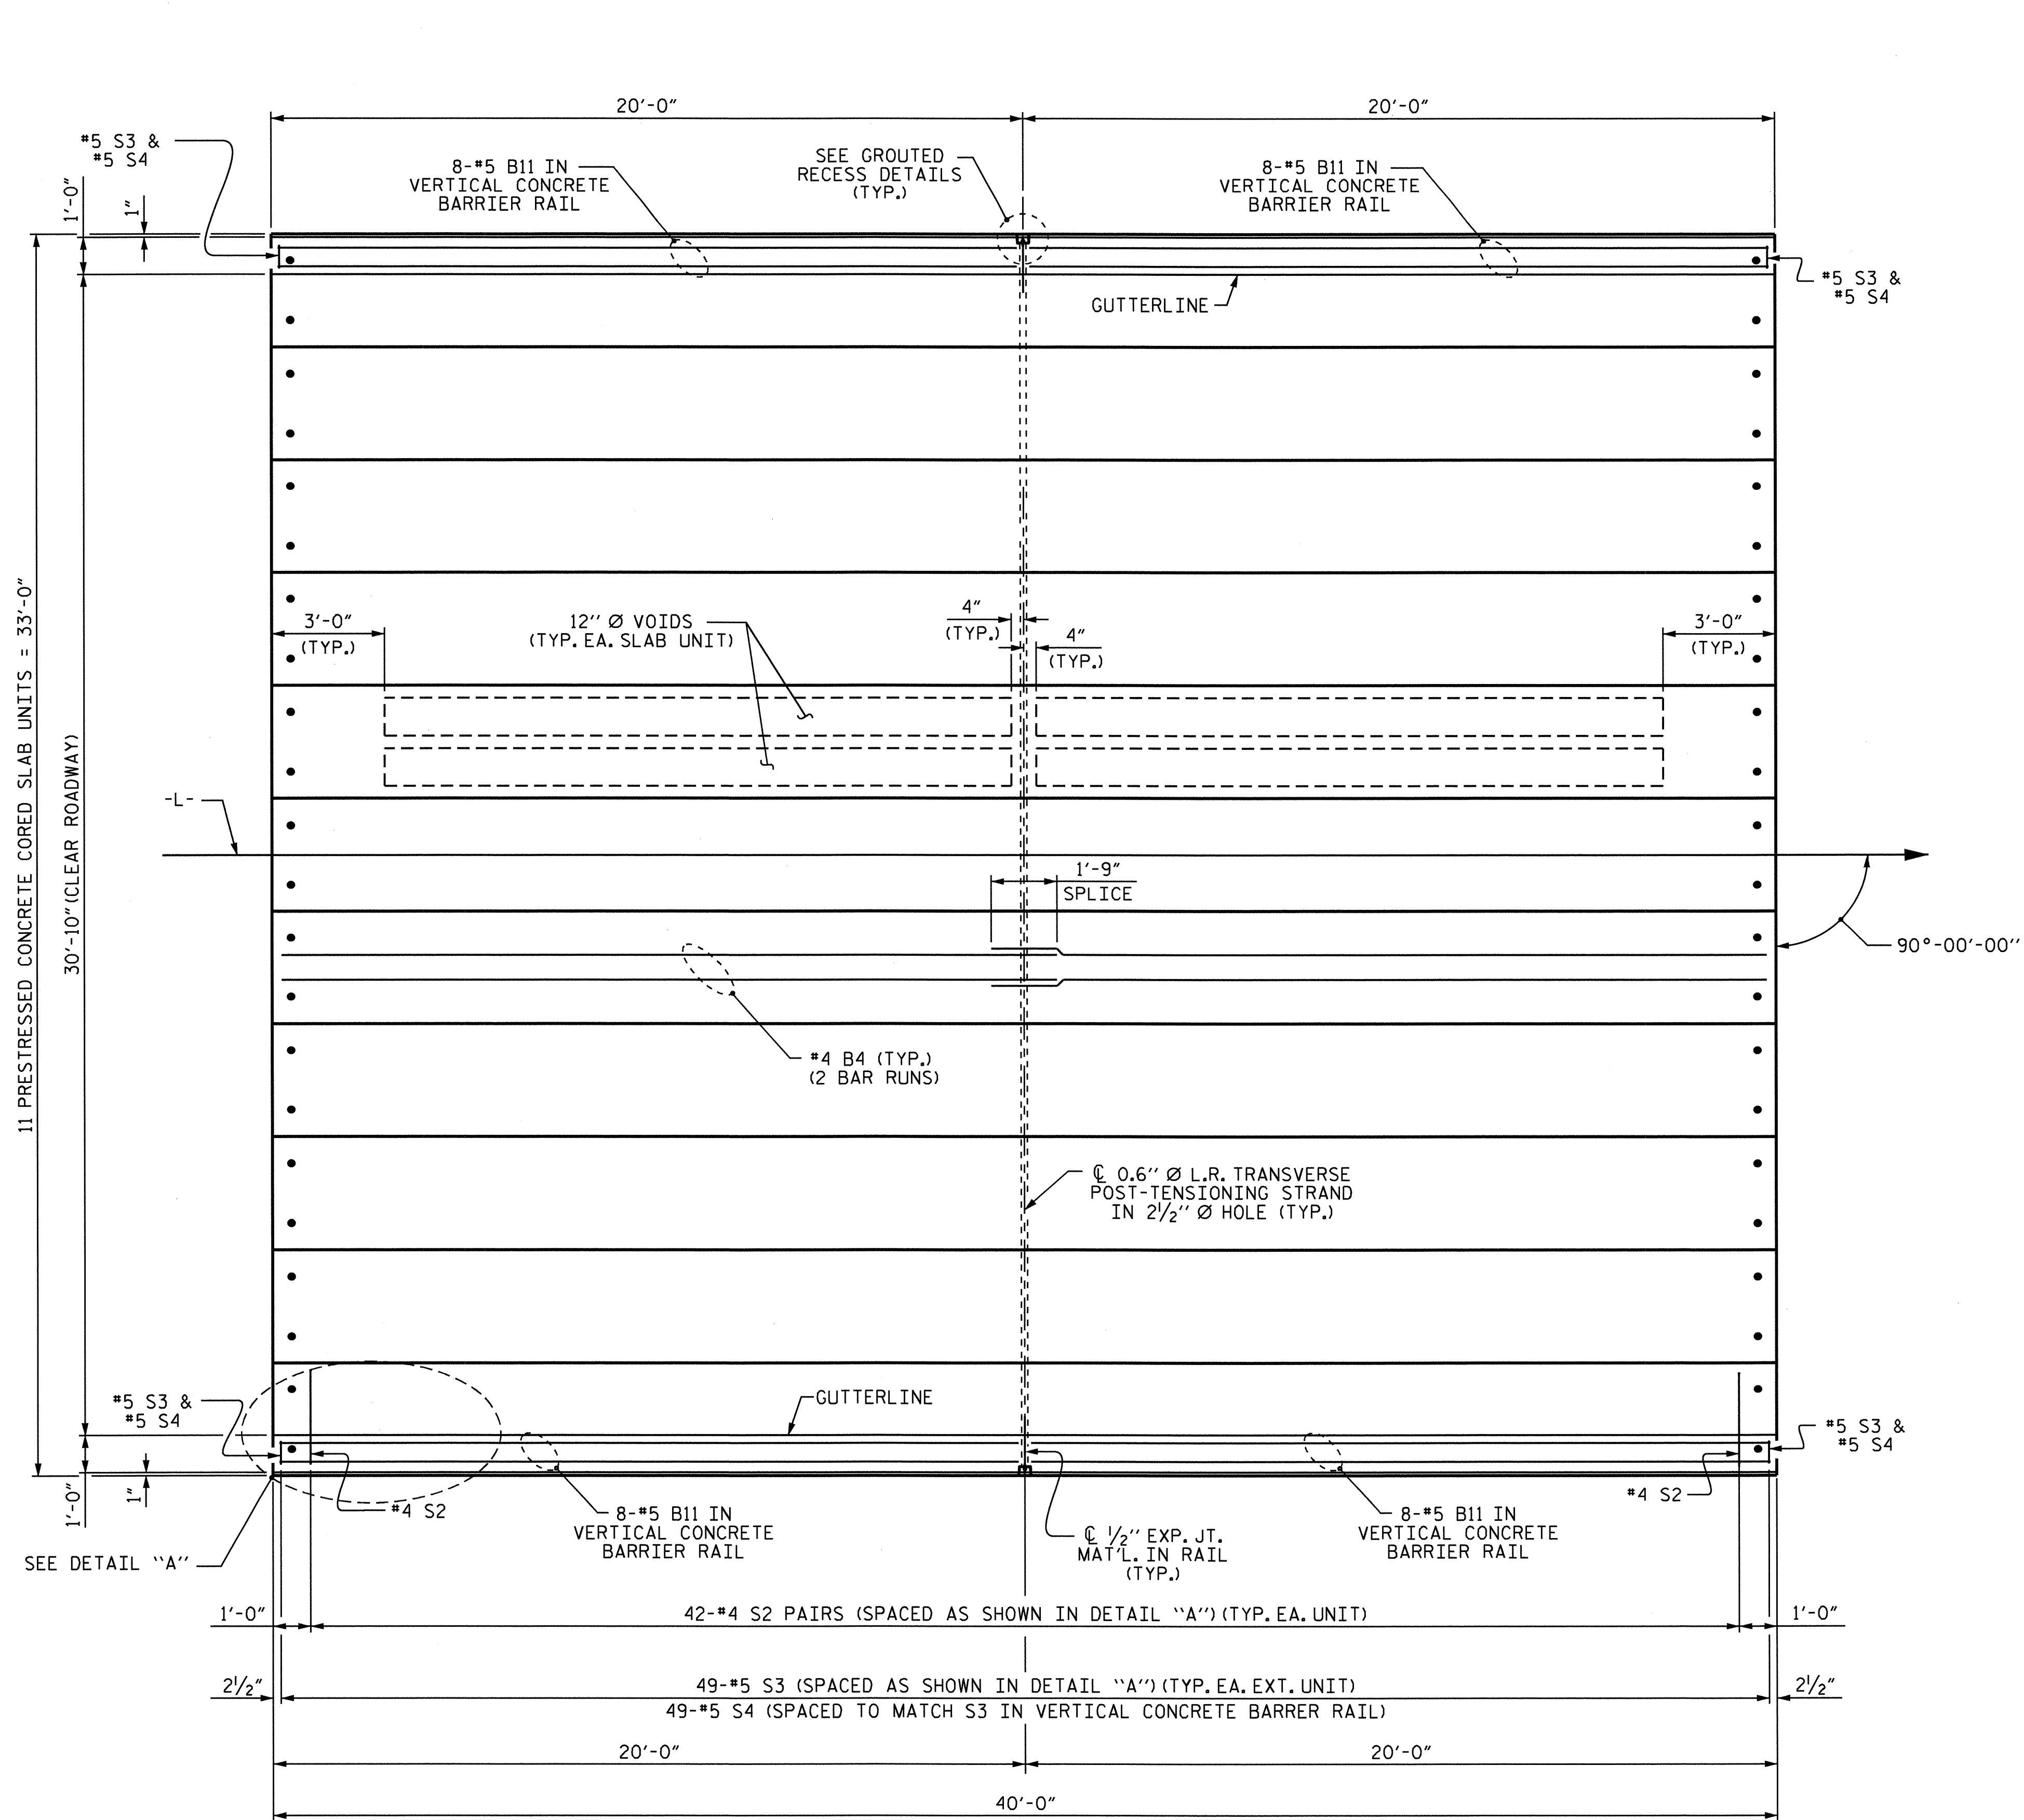 20'-0"
20'-0"
#5 S3 &
#5 S4
8-#5 B11 IN
VERTICAL CONCRETE
BARRIER RAIL
SEE GROUTED
RECESS DETAILS
(TYP.)
8-#5 B11 IN
VERTICAL CONCRETE
BARRIER RAIL
1'-0"
1"
#5 S3 &
#5 S4
GUTTERLINE
11 PRESTRESSED CONCRETE CORED SLAB UNITS = 33'-0"
30'-10" (CLEAR ROADWAY)
3'-0"
(TYP.)
12'' Ø VOIDS
(TYP. EA. SLAB UNIT)
4"
(TYP.)
4"
(TYP.)
3'-0"
(TYP.)
-L-
1'-9"
SPLICE
90°-00'-00''
#4 B4 (TYP.)
(2 BAR RUNS)
℄ 0.6'' Ø L.R. TRANSVERSE
POST-TENSIONING STRAND
IN 2½'' Ø HOLE (TYP.)
#5 S3 &
#5 S4
GUTTERLINE
#5 S3 &
#5 S4
1'-0"
1"
#4 S2
#4 S2
8-#5 B11 IN
VERTICAL CONCRETE
BARRIER RAIL
℄ ½'' EXP. JT.
MAT'L. IN RAIL
(TYP.)
8-#5 B11 IN
VERTICAL CONCRETE
BARRIER RAIL
SEE DETAIL "A"
1'-0"
42-#4 S2 PAIRS (SPACED AS SHOWN IN DETAIL "A") (TYP. EA. UNIT)
1'-0"
2½"
49-#5 S3 (SPACED AS SHOWN IN DETAIL "A") (TYP. EA. EXT. UNIT)
2½"
49-#5 S4 (SPACED TO MATCH S3 IN VERTICAL CONCRETE BARRER RAIL)
20'-0"
20'-0"
40'-0"